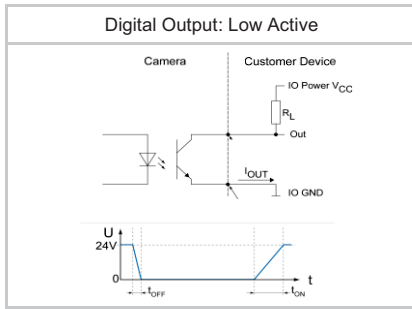 Digital Output: Low Active
Camera
Customer Device
IO Power VCC
RL
Out
IOUT
IO GND
U
24V
0
t
tOFF
tON